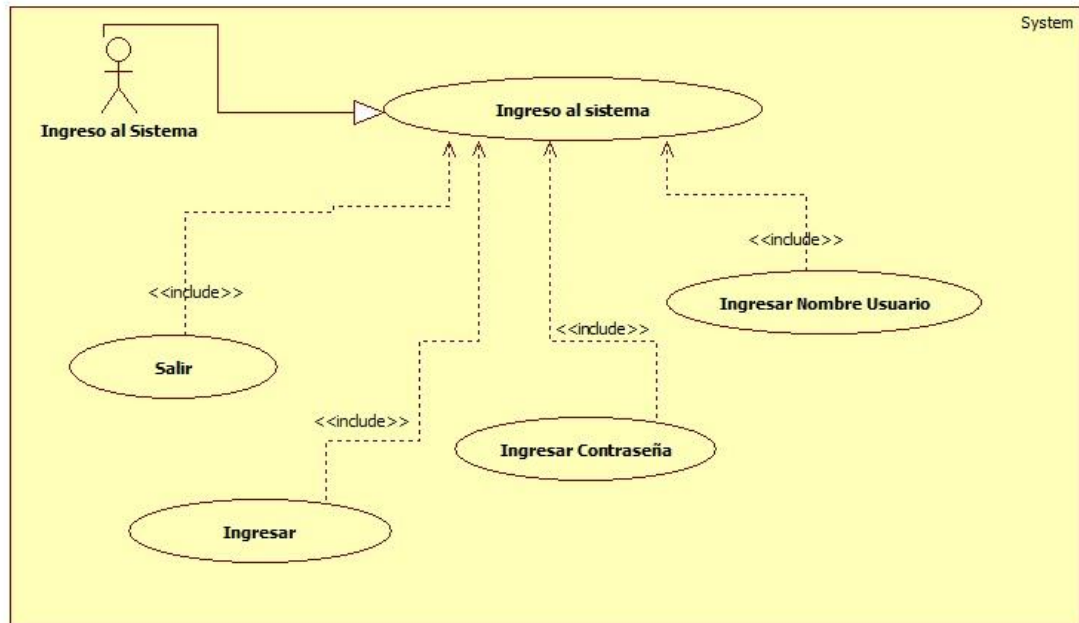 System
Ingreso al Sistema
Ingreso al sistema
<<include>>
Ingresar Nombre Usuario
<<include>>
Salir
<<include>>
Ingresar Contraseña
<<include>>
Ingresar